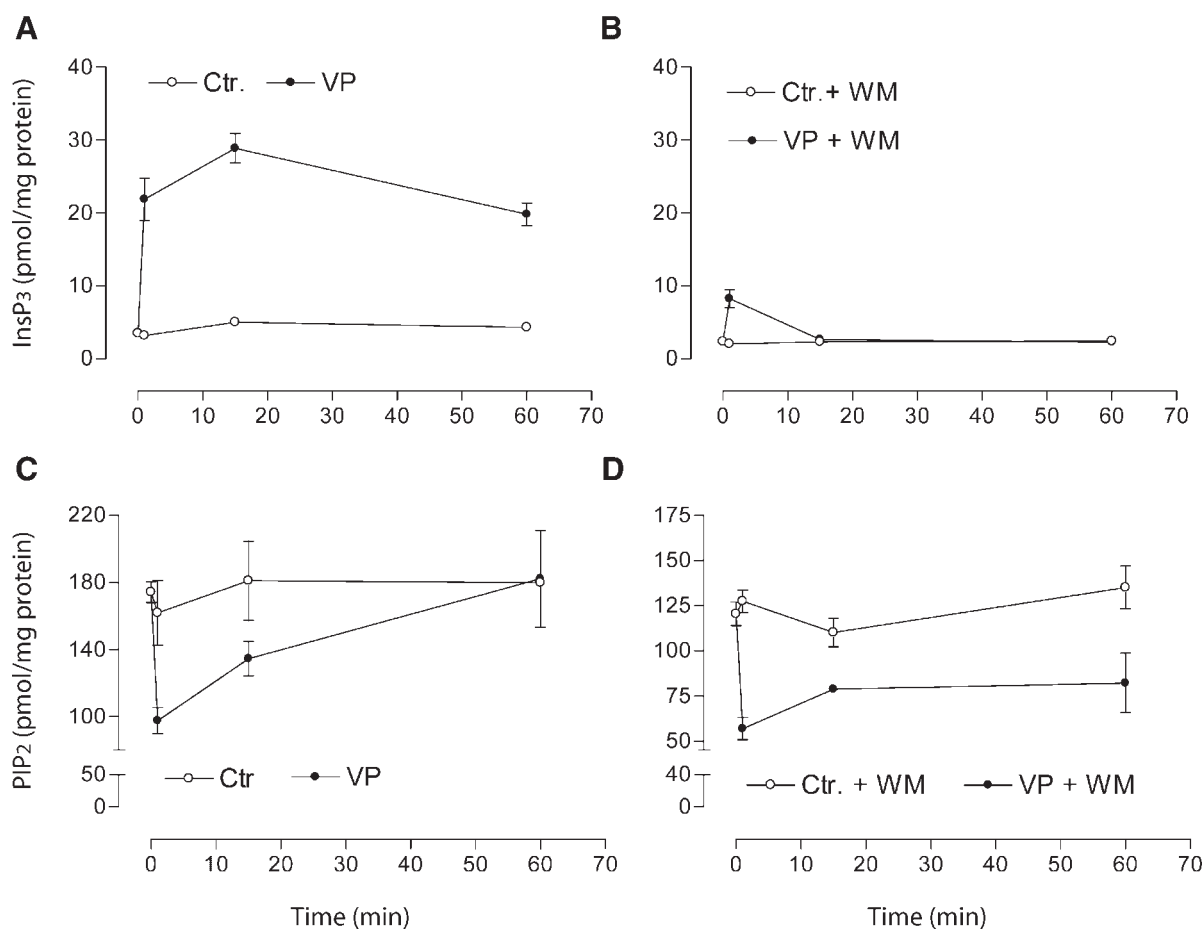 A
InsP3 (pmol/mg protein)
40
30
20
10
0
Ctr.
VP
0 10 20 30 40 50 60 70
B
40
30
20
10
0
Ctr.+ WM
VP + WM
0 10 20 30 40 50 60 70
C
PIP2 (pmol/mg protein)
220
180
140
100
50
0
Ctr
VP
0 10 20 30 40 50 60 70
Time (min)
D
175
150
125
100
75
50
40
0
Ctr. + WM
VP + WM
0 10 20 30 40 50 60 70
Time (min)